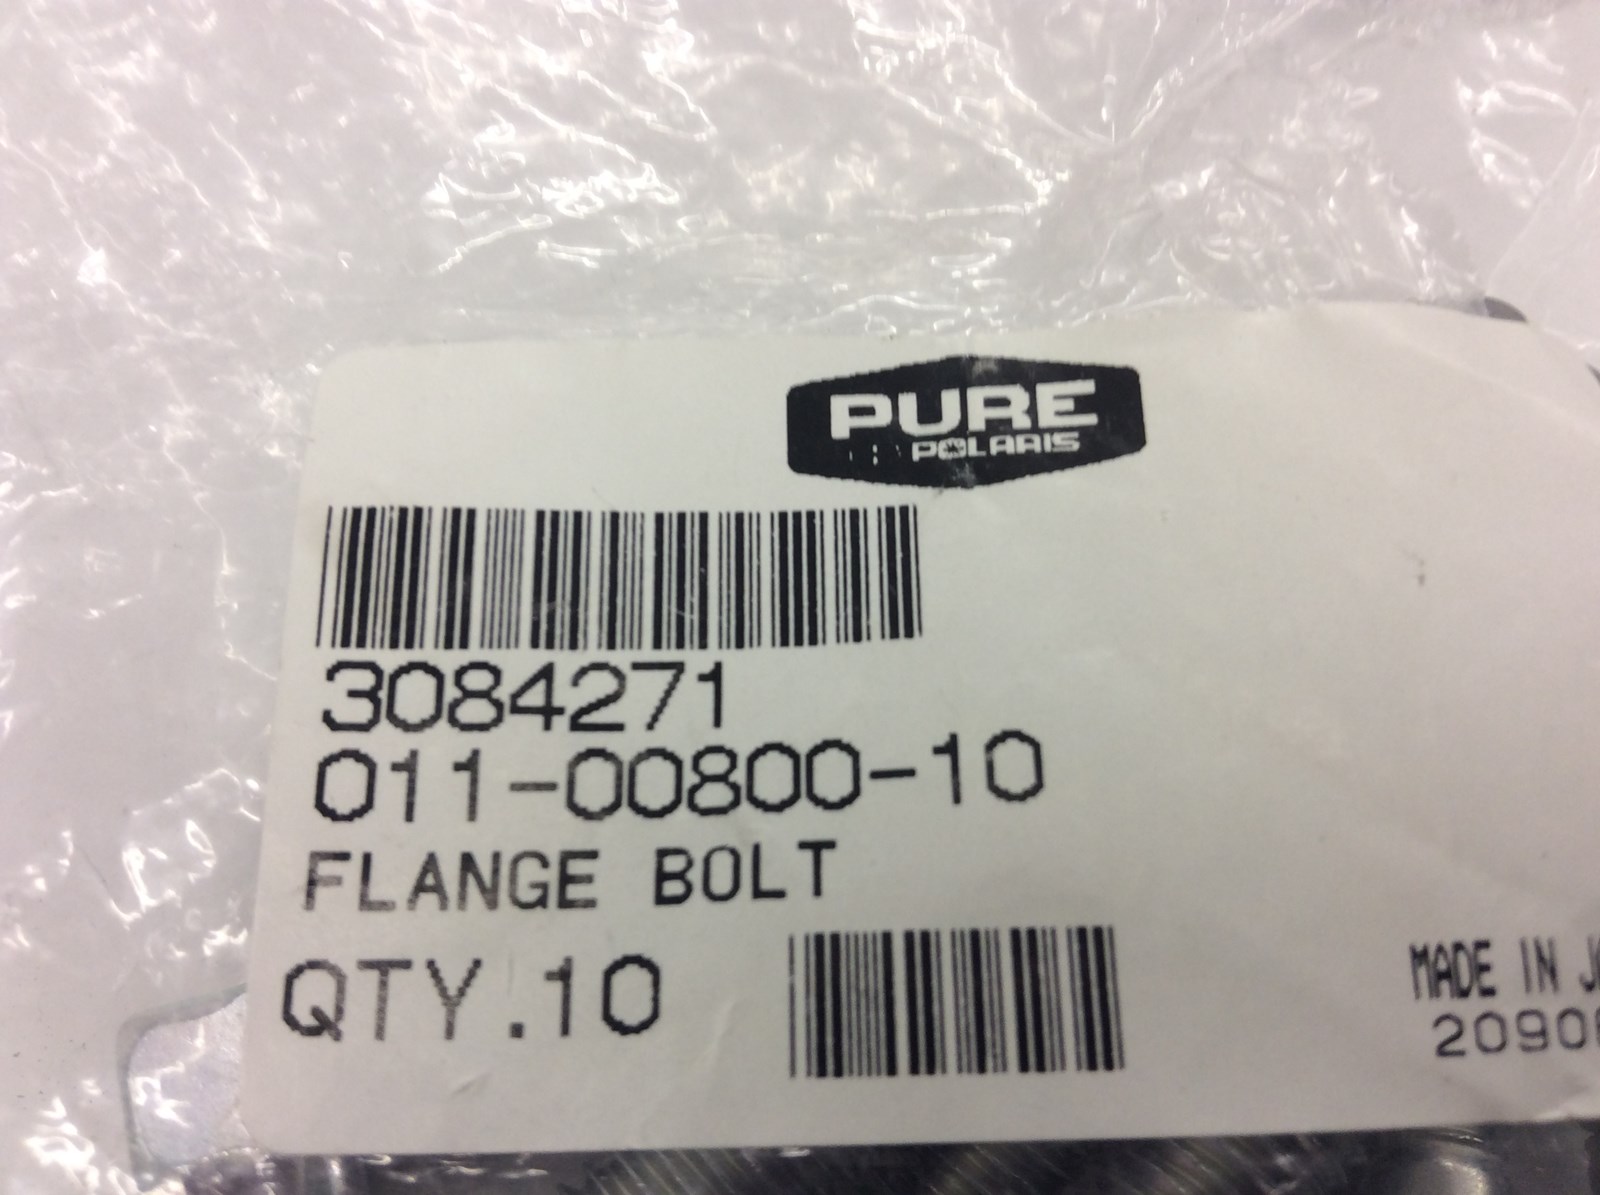 PURE
POLARIS
3084271
011-00800-10
FLANGE BOLT
QTY.10
MADE IN
2090